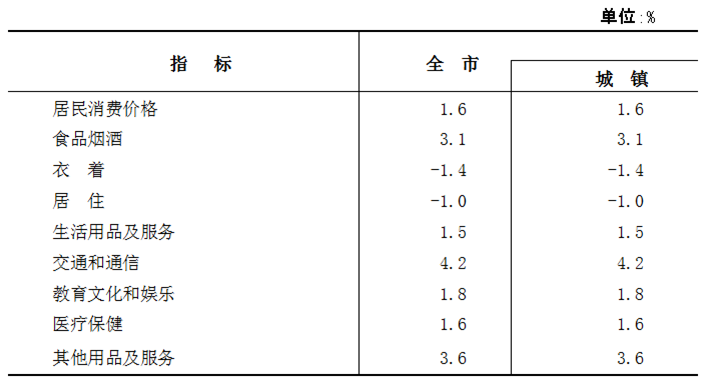 单位:%
指 标 全 市
城 镇
居民消费价格 1.6 1.6
食品烟酒 3.1 3.1
衣 着 -1.4 -1.4
居 住 -1.0 -1.0
生活用品及服务 1.5 1.5
交通和通信 4.2 4.2
教育文化和娱乐 1.8 1.8
医疗保健 1.6 1.6
其他用品及服务 3.6 3.6